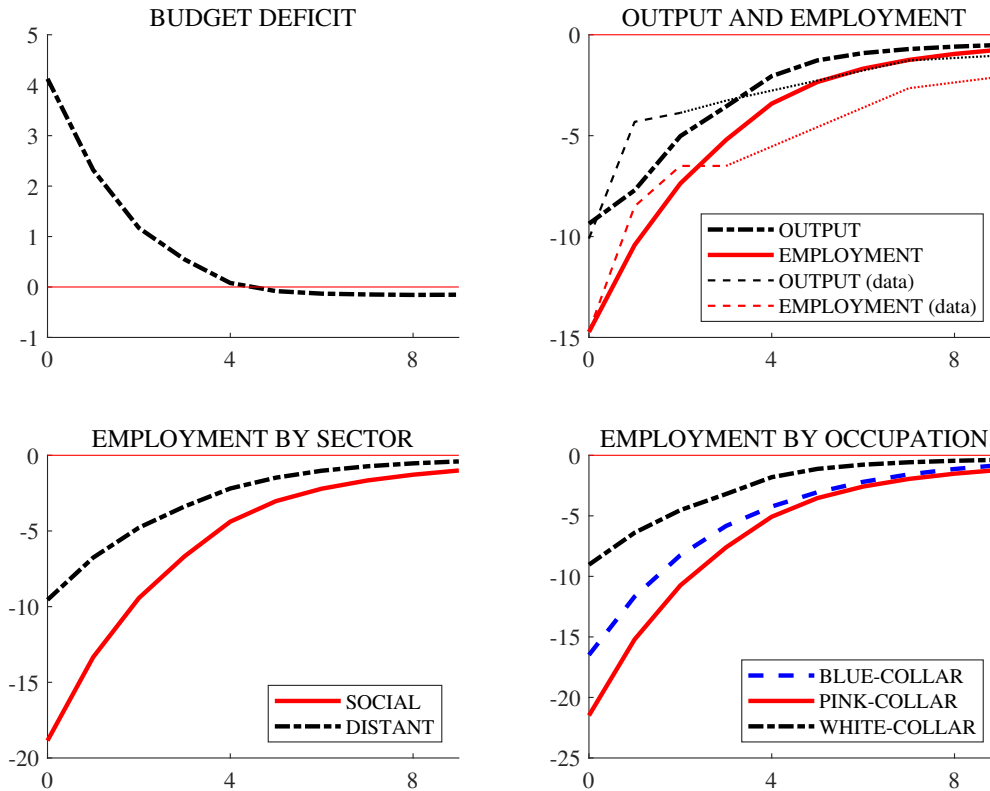 BUDGET DEFICIT
5
4
3
2
1
0
-1
0
4
8
OUTPUT AND EMPLOYMENT
0
-5
-10
-15
OUTPUT
EMPLOYMENT
OUTPUT (data)
EMPLOYMENT (data)
0
4
8
EMPLOYMENT BY SECTOR
0
-5
-10
-15
-20
SOCIAL
DISTANT
0
4
8
EMPLOYMENT BY OCCUPATION
0
-5
-10
-15
-20
-25
BLUE-COLLAR
PINK-COLLAR
WHITE-COLLAR
0
4
8